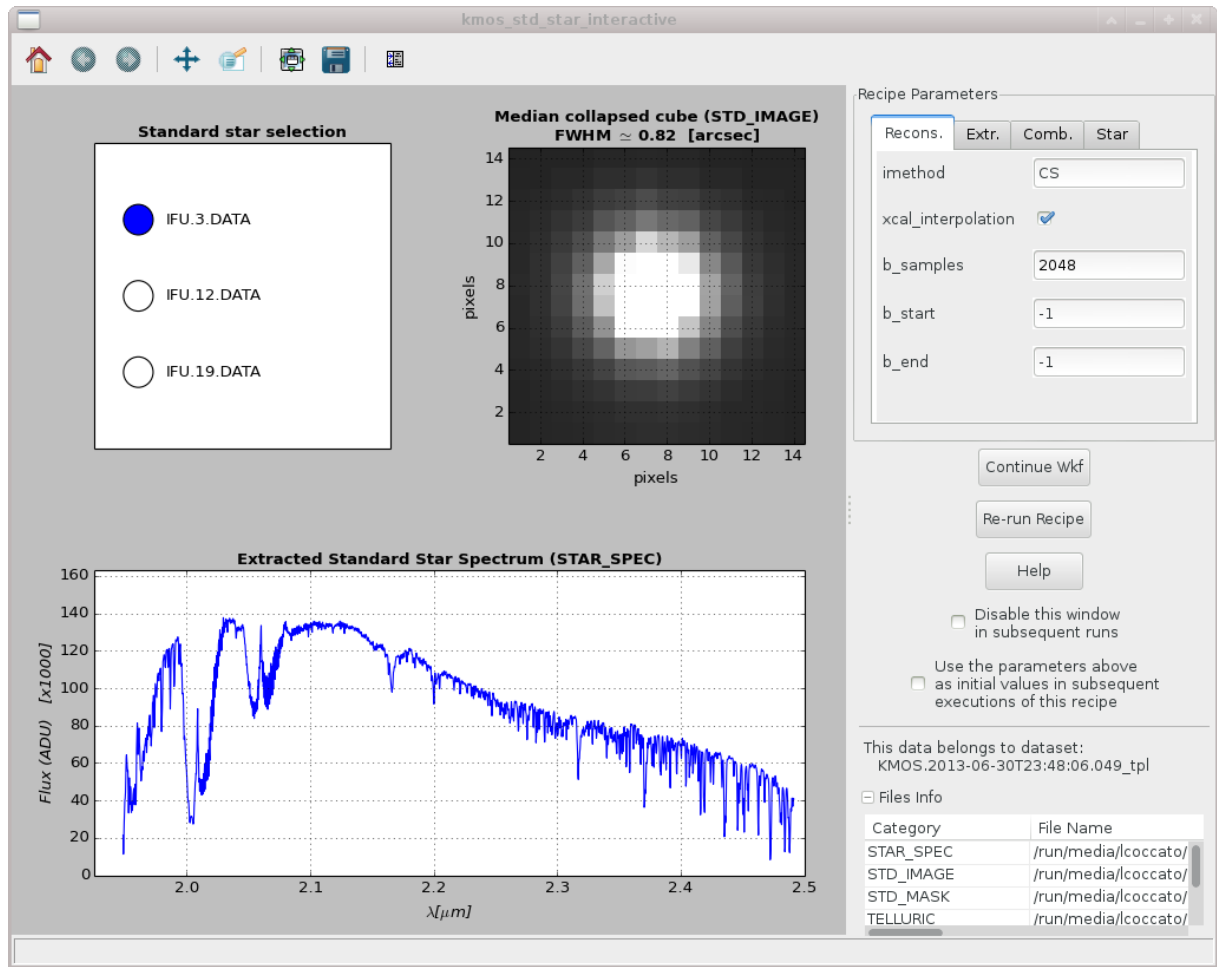 kmos_std_star_interactive
Standard star selection
IFU.3.DATA
IFU.12.DATA
IFU.19.DATA
Median collapsed cube (STD_IMAGE)
FWHM ≃ 0.82 [arcsec]
14
12
10
8
6
4
2
pixels
2 4 6 8 10 12 14
pixels
Extracted Standard Star Spectrum (STAR_SPEC)
160
140
120
100
80
60
40
20
0
Flux (ADU) [x1000]
2.0 2.1 2.2 2.3 2.4 2.5
λ[μm]
Recipe Parameters
Recons. Extr. Comb. Star
imethod CS
xcal_interpolation
b_samples 2048
b_start -1
b_end -1
Continue Wkf
Re-run Recipe
Help
Disable this window
in subsequent runs
Use the parameters above
as initial values in subsequent
executions of this recipe
This data belongs to dataset:
KMOS.2013-06-30T23:48:06.049_tpl
Files Info
Category File Name
STAR_SPEC /run/media/lcoccato/
STD_IMAGE /run/media/lcoccato/
STD_MASK /run/media/lcoccato/
TELLURIC /run/media/lcoccato/